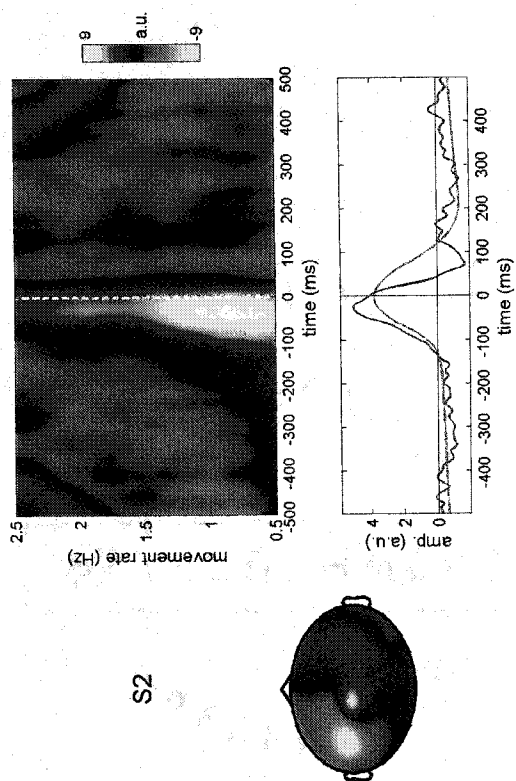 S2
9
a.u.
-9
movement rate (Hz)
2.5
2
1.5
1
0.5
-500 -400 -300 -200 -100 0 100 200 300 400 500
time (ms)
amp. (a.u.)
4
2
0
-400 -300 -200 -100 0 100 200 300 400
time (ms)